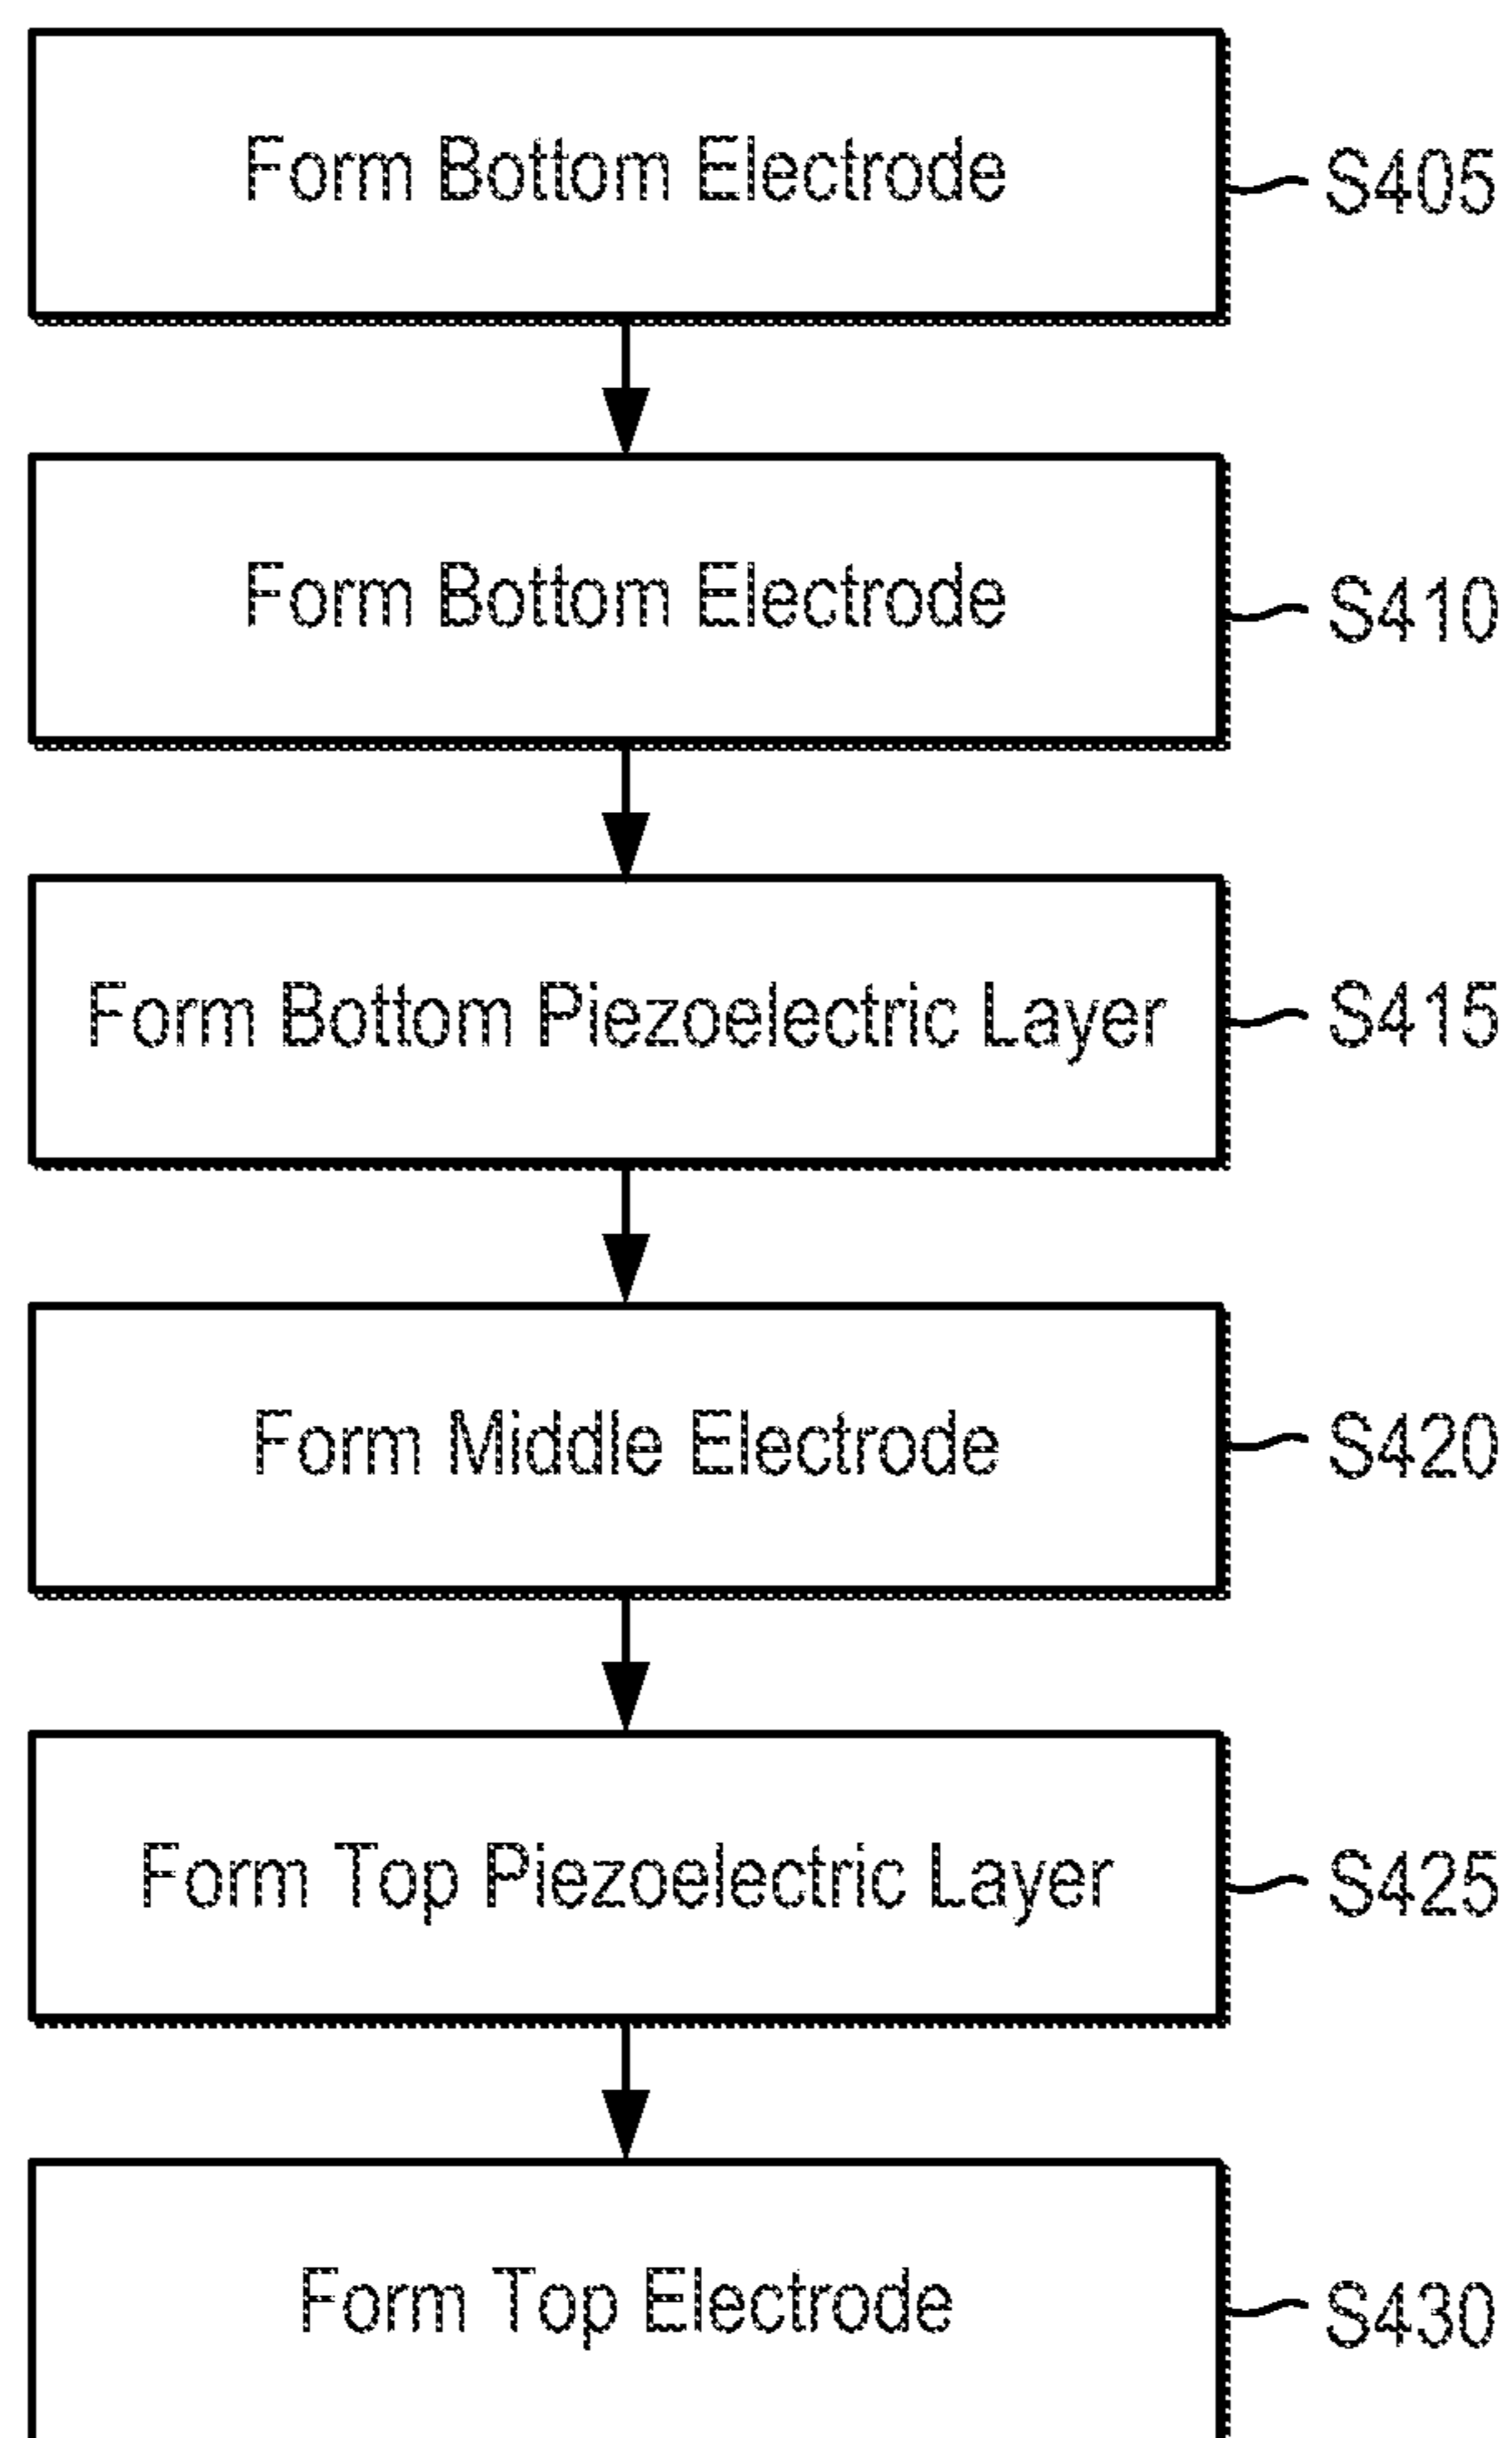 Form Bottom Electrode
S405
Form Bottom Electrode
S410
Form Bottom Piezoelectric Layer
S415
Form Middle Electrode
S420
Form Top Piezoelectric Layer
S425
Form Top Electrode
S430